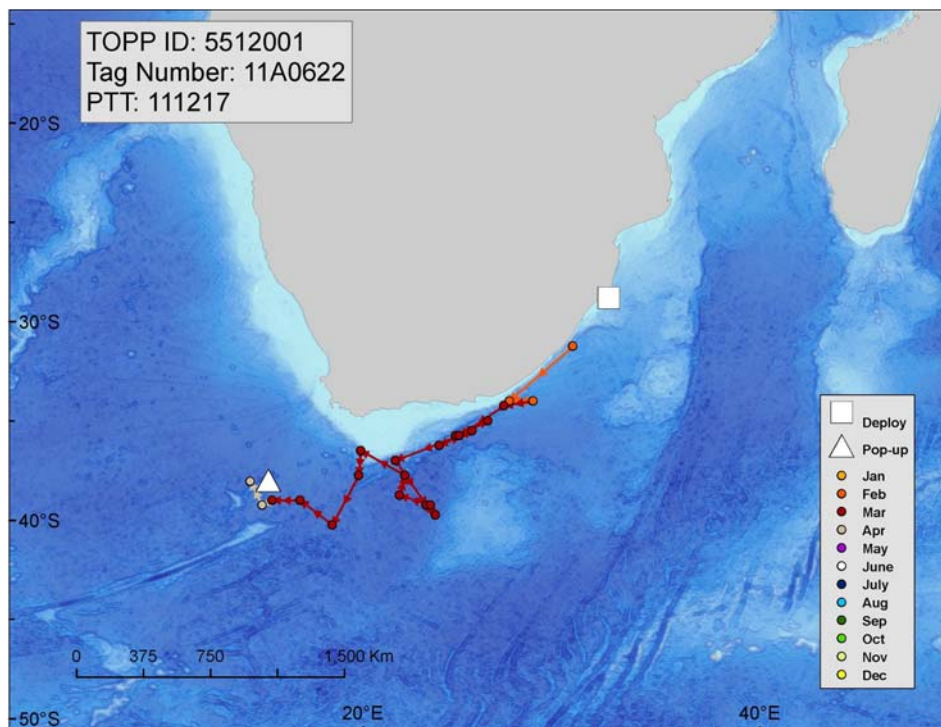 TOPP ID: 5512001
Tag Number: 11A0622
PTT: 111217
20°S
30°S
40°S
50°S
20°E
40°E
0 375 750 1,500 Km
Deploy
Pop-up
Jan
Feb
Mar
Apr
May
June
July
Aug
Sep
Oct
Nov
Dec